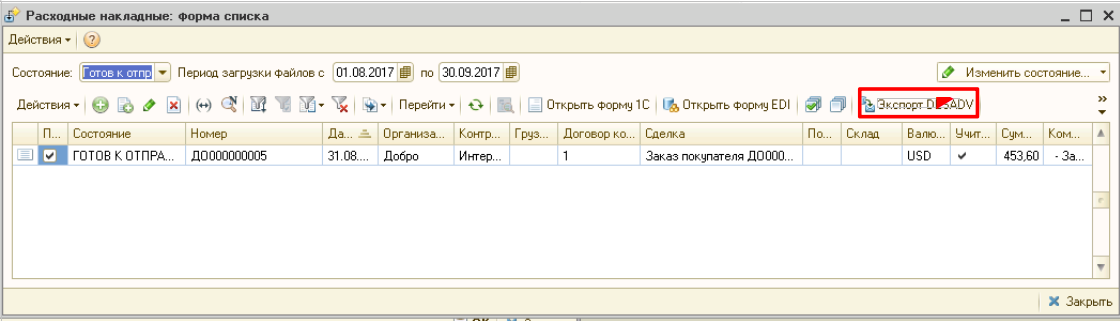 Расходные накладные: форма списка
Действия
Состояние: Готов к отпр Период загрузки файлов с 01.08.2017 по 30.09.2017 Изменить состояние...
Действия Перейти Открыть форму 1С Открыть форму EDI Экспорт DESADV
П... Состояние Номер Да... Организа... Контр... Груз... Договор ко... Сделка По... Склад Валю... Учит... Сум... Ком...
ГОТОВ К ОТПРА... ДО000000005 31.08.... Добро Интер... 1 Заказ покупателя ДО000... USD 453,60 - За...
Закрыть